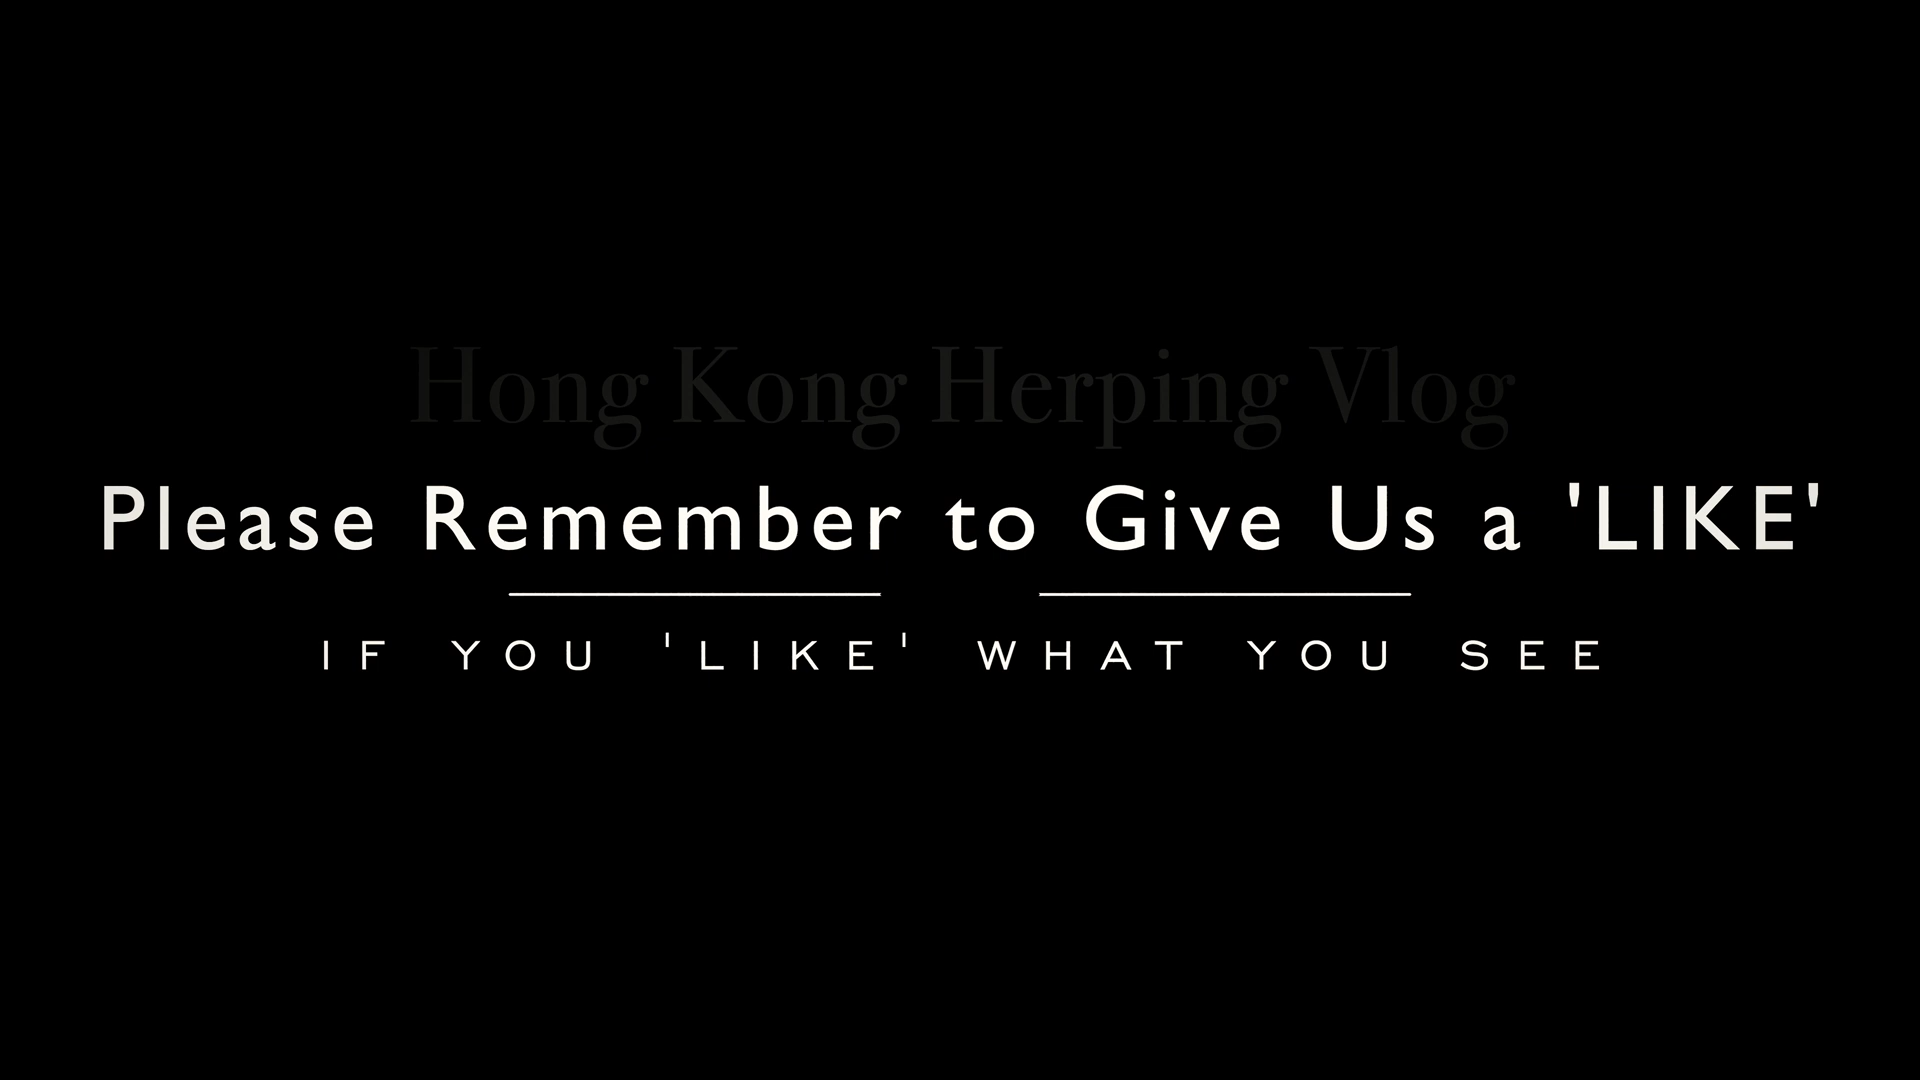 Hong Kong Herping Vlog
Please Remember to Give Us a 'LIKE'
IF YOU 'LIKE' WHAT YOU SEE